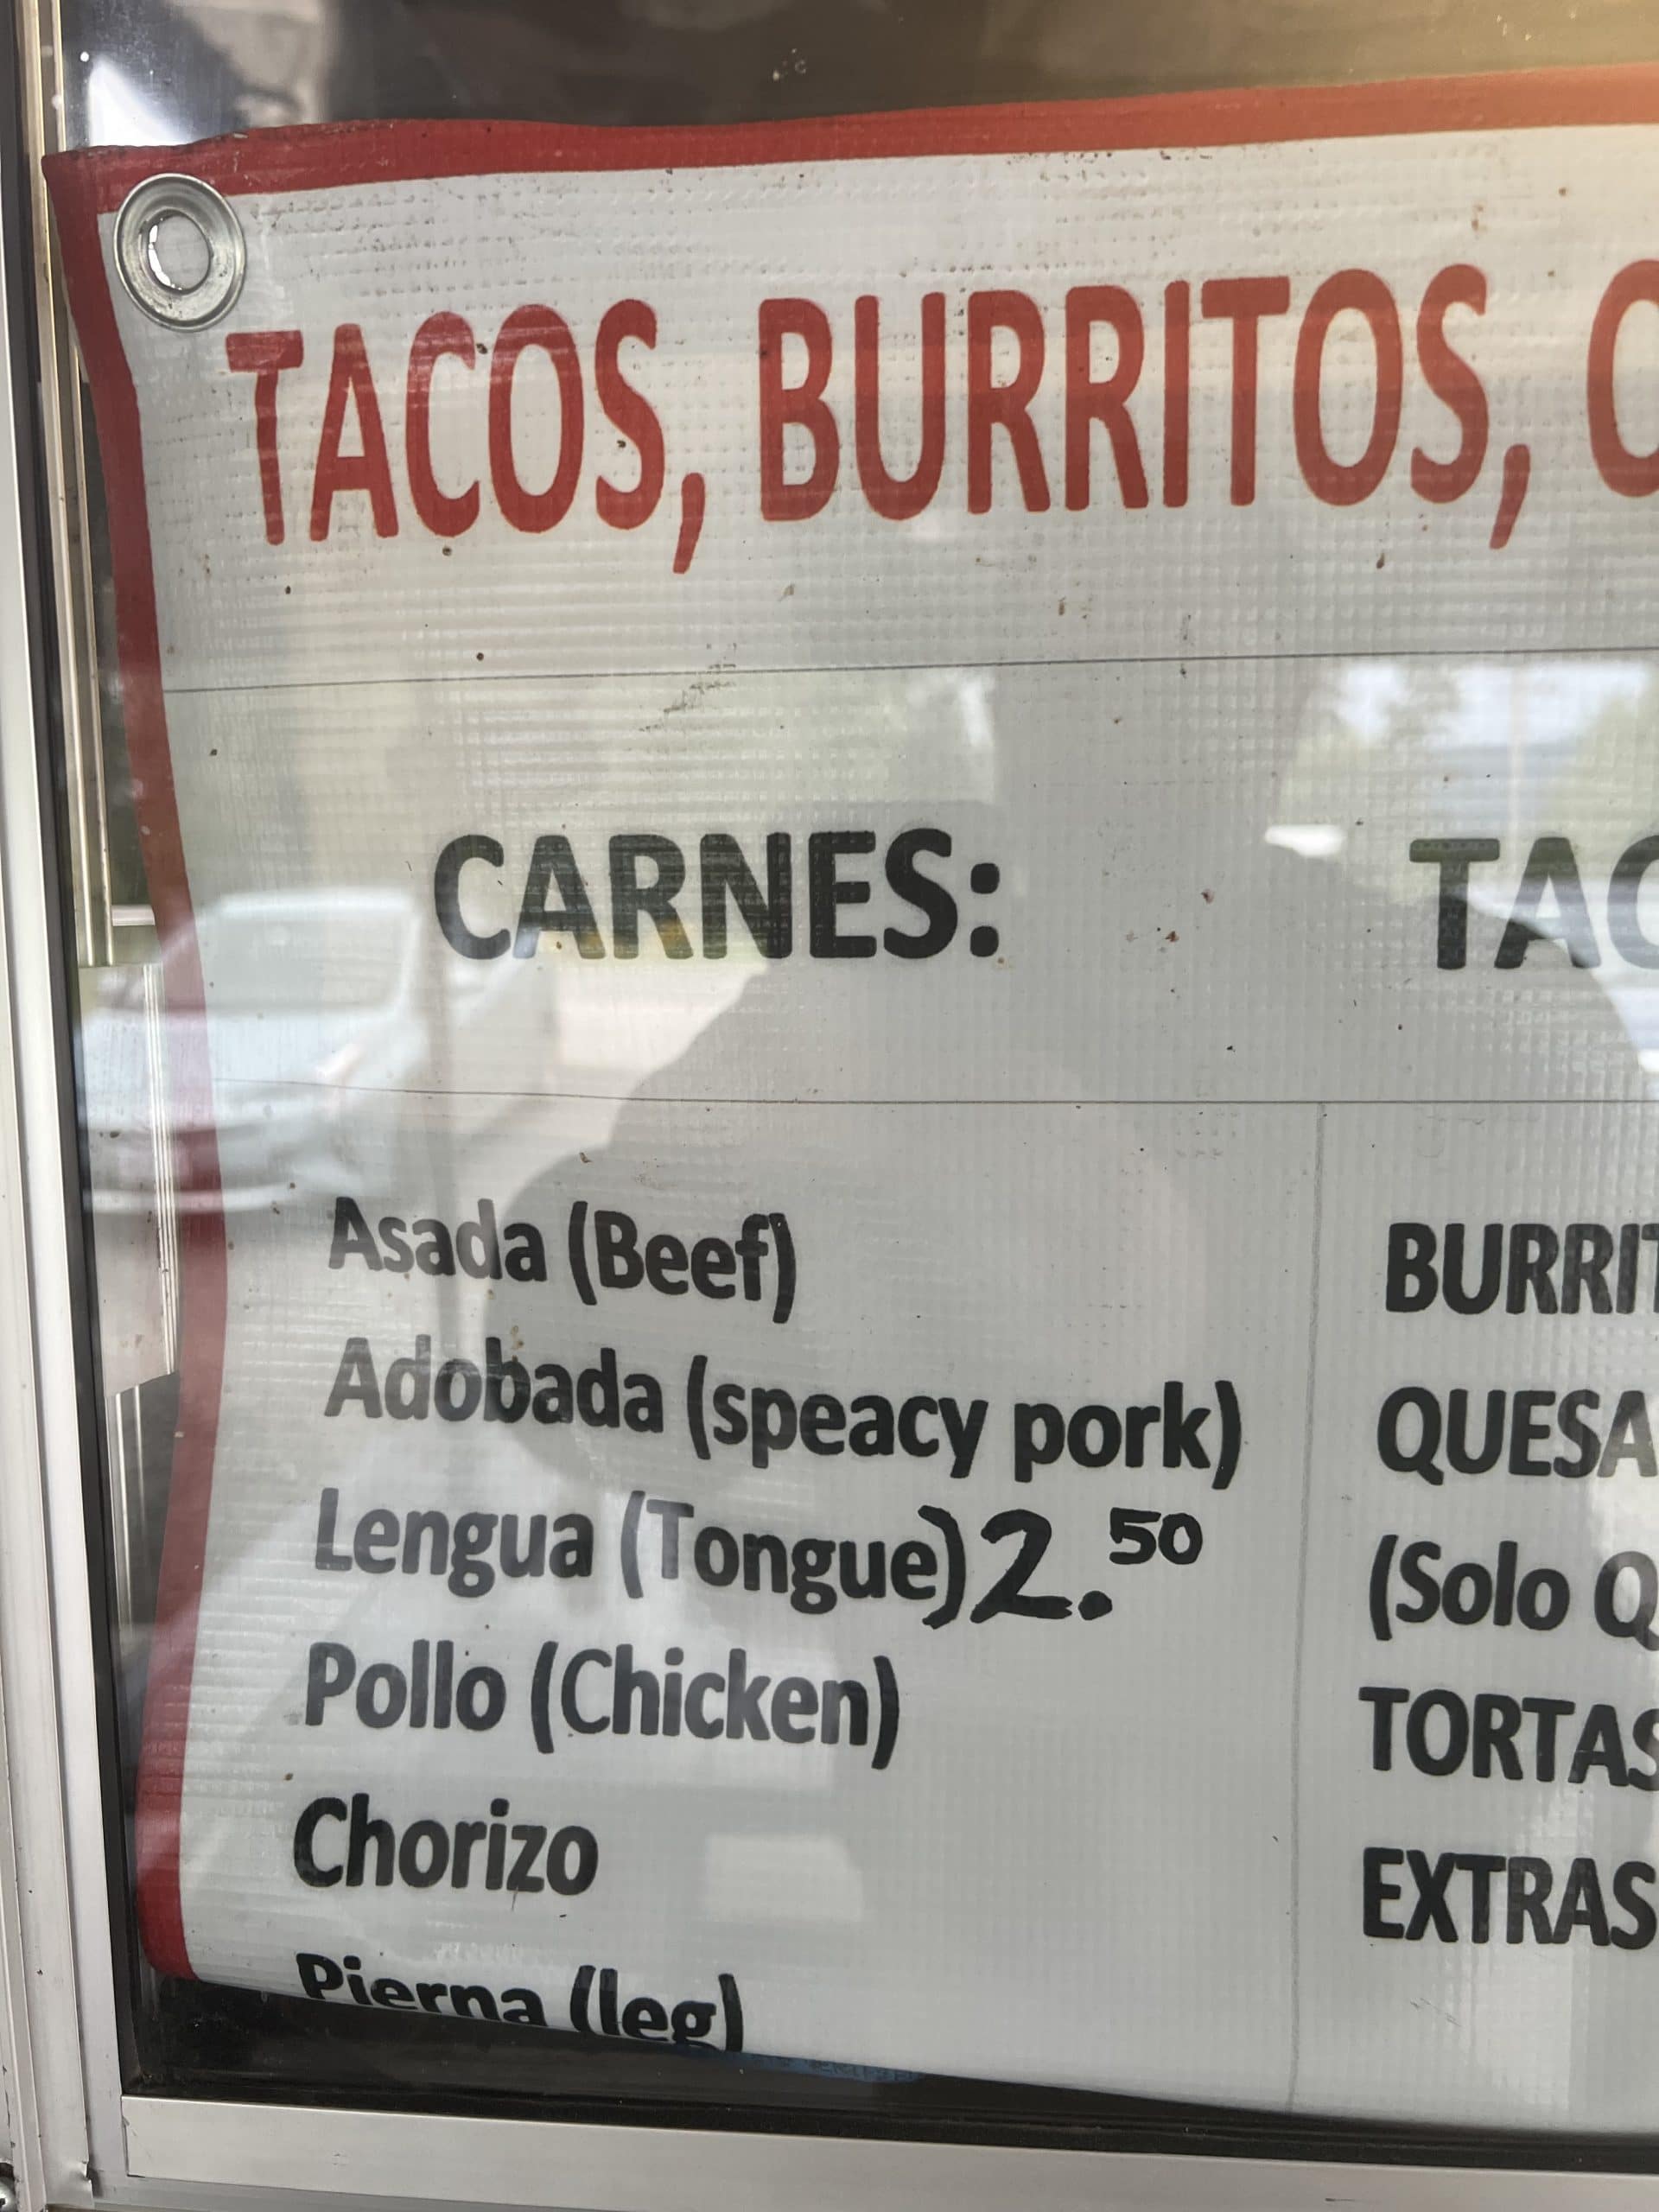 TACOS, BURRITOS,
CARNES:
Asada (Beef)
Adobada (speacy pork)
Lengua (Tongue) 2.50
Pollo (Chicken)
Chorizo
Pierna (leg)
TAC
BURRIT
QUESA
(Solo Q
TORTAS
EXTRAS